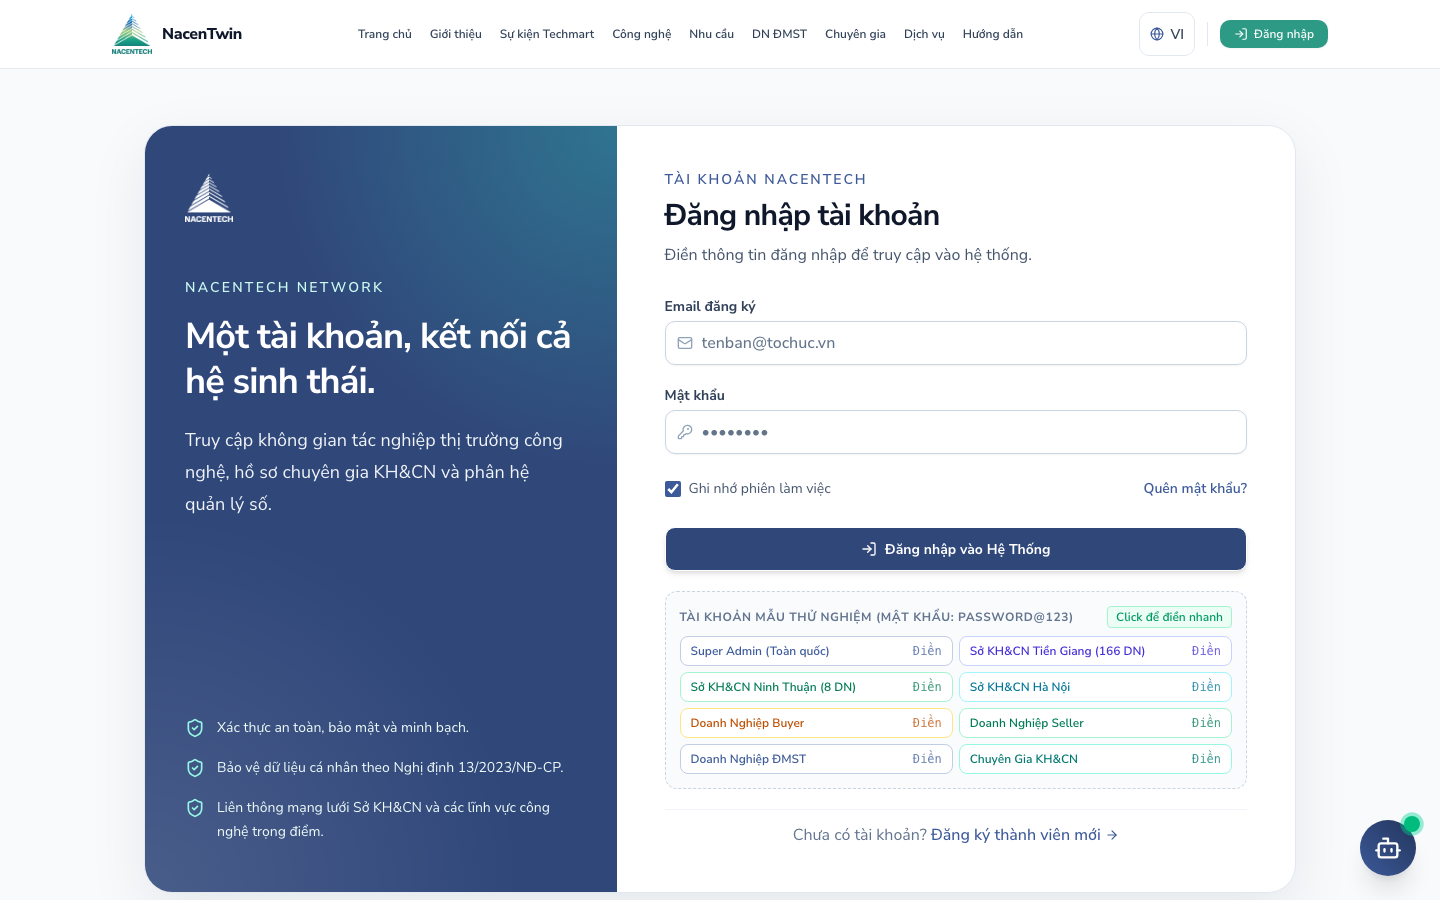 NACENTECH
NacenTwin
Trang chủ
Giới thiệu
Sự kiện Techmart
Công nghệ
Nhu cầu
DN ĐMST
Chuyên gia
Dịch vụ
Hướng dẫn
VI
Đăng nhập
NACENTECH
NACENTECH NETWORK
Một tài khoản, kết nối cả
hệ sinh thái.
Truy cập không gian tác nghiệp thị trường công
nghệ, hồ sơ chuyên gia KH&CN và phân hệ
quản lý số.
Xác thực an toàn, bảo mật và minh bạch.
Bảo vệ dữ liệu cá nhân theo Nghị định 13/2023/NĐ-CP.
Liên thông mạng lưới Sở KH&CN và các lĩnh vực công
nghệ trọng điểm.
TÀI KHOẢN NACENTECH
Đăng nhập tài khoản
Điền thông tin đăng nhập để truy cập vào hệ thống.
Email đăng ký
tenban@tochuc.vn
Mật khẩu
••••••••
Ghi nhớ phiên làm việc
Quên mật khẩu?
Đăng nhập vào Hệ Thống
TÀI KHOẢN MẪU THỬ NGHIỆM (MẬT KHẨU: PASSWORD@123)
Click để điền nhanh
Super Admin (Toàn quốc) Điền
Sở KH&CN Tiền Giang (166 DN) Điền
Sở KH&CN Ninh Thuận (8 DN) Điền
Sở KH&CN Hà Nội Điền
Doanh Nghiệp Buyer Điền
Doanh Nghiệp Seller Điền
Doanh Nghiệp ĐMST Điền
Chuyên Gia KH&CN Điền
Chưa có tài khoản? Đăng ký thành viên mới →